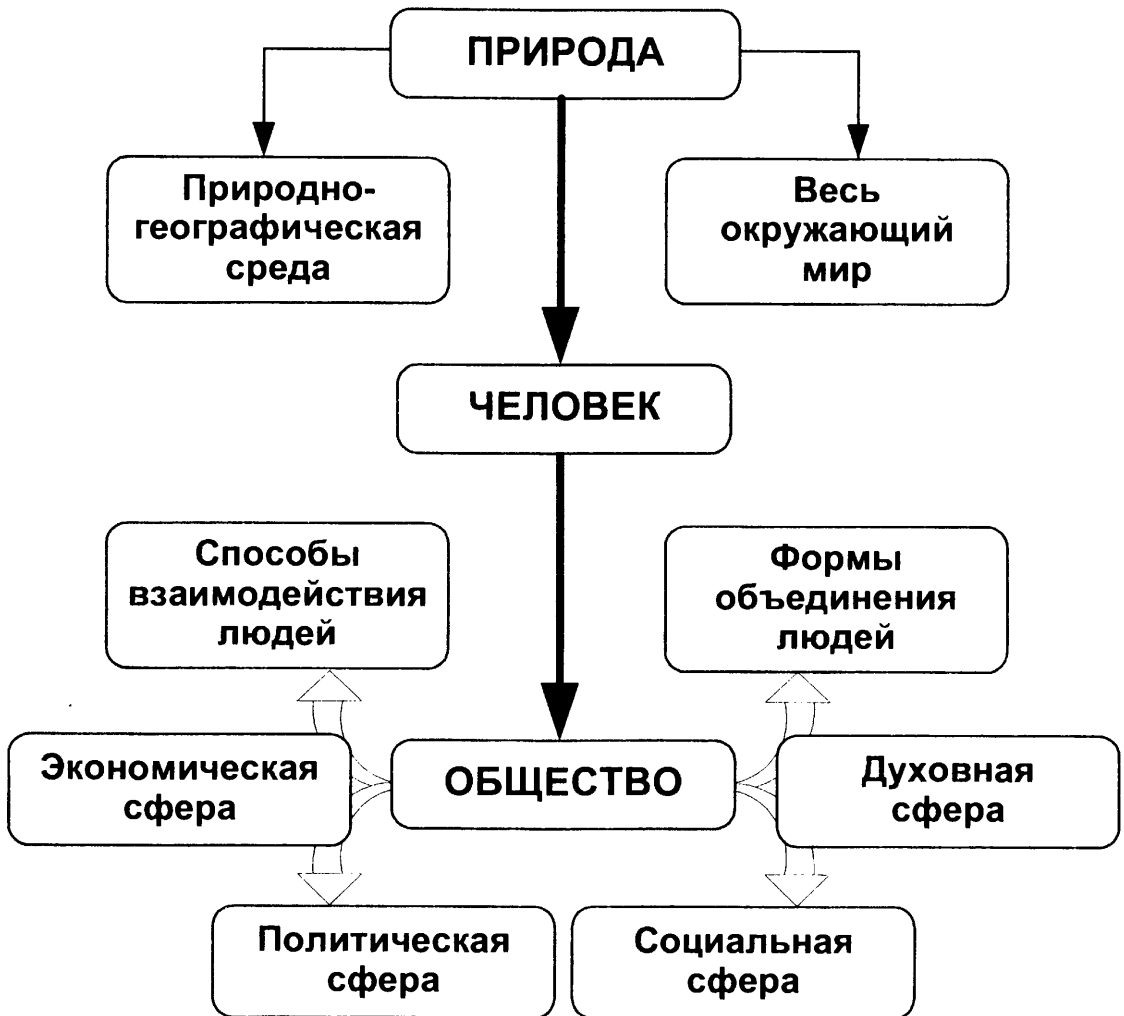 ПРИРОДА
Природно-
географическая
среда
Весь
окружающий
мир
ЧЕЛОВЕК
Способы
взаимодействия
людей
Формы
объединения
людей
Экономическая
сфера
ОБЩЕСТВО
Духовная
сфера
Политическая
сфера
Социальная
сфера